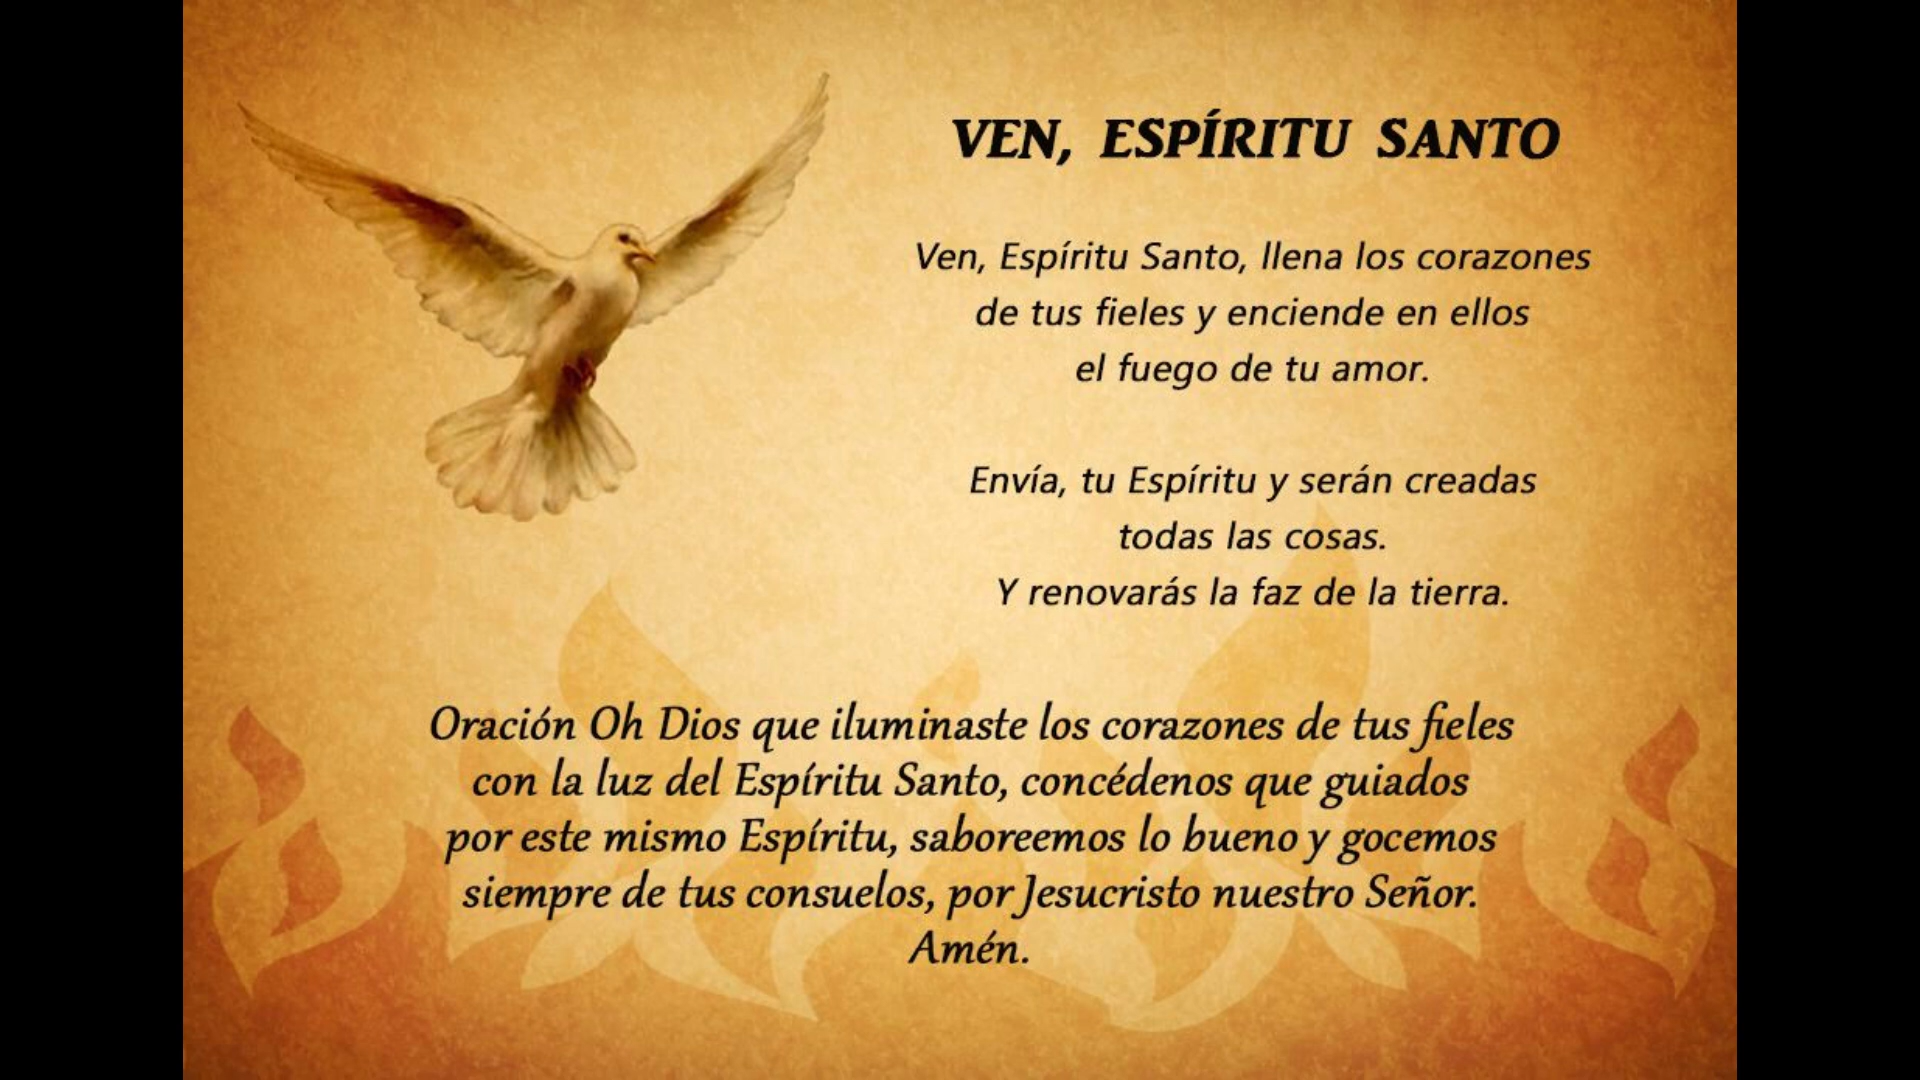 VEN, ESPÍRITU SANTO
Ven, Espíritu Santo, llena los corazones
de tus fieles y enciende en ellos
el fuego de tu amor.
Envía, tu Espíritu y serán creadas
todas las cosas.
Y renovarás la faz de la tierra.
Oración Oh Dios que iluminaste los corazones de tus fieles
con la luz del Espíritu Santo, concédenos que guiados
por este mismo Espíritu, saboreemos lo bueno y gocemos
siempre de tus consuelos, por Jesucristo nuestro Señor.
Amén.